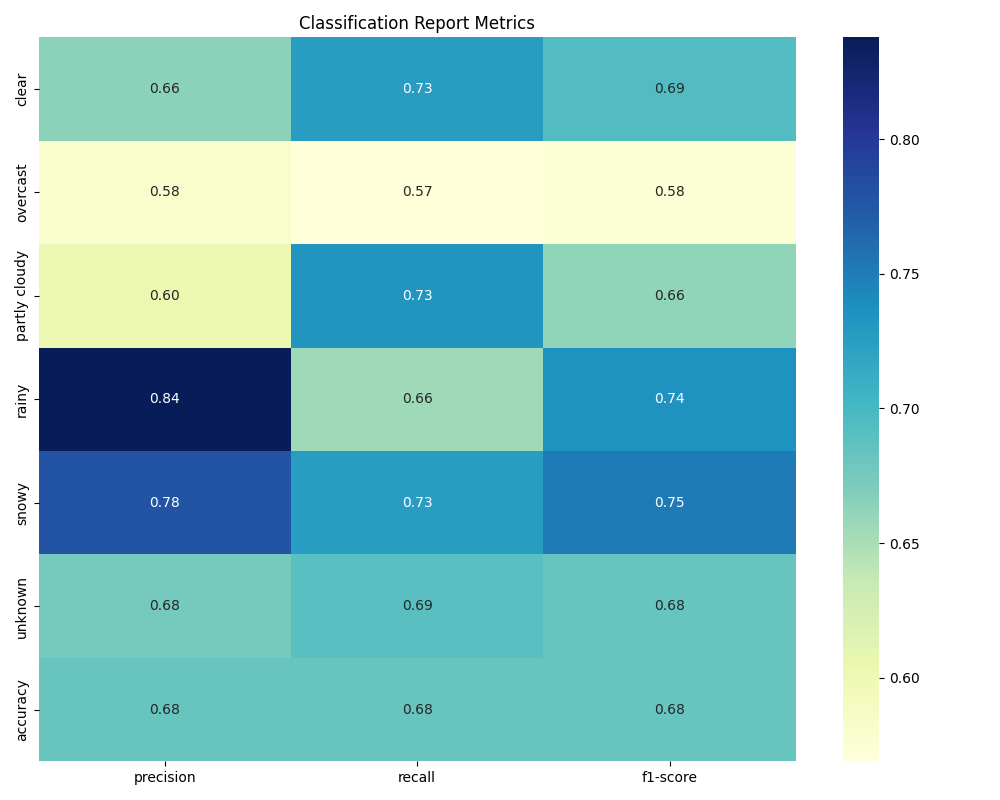 Classification Report Metrics
clear 0.66 0.73 0.69
overcast 0.58 0.57 0.58
partly cloudy 0.60 0.73 0.66
rainy 0.84 0.66 0.74
snowy 0.78 0.73 0.75
unknown 0.68 0.69 0.68
accuracy 0.68 0.68 0.68
precision recall f1-score
0.80
0.75
0.70
0.65
0.60